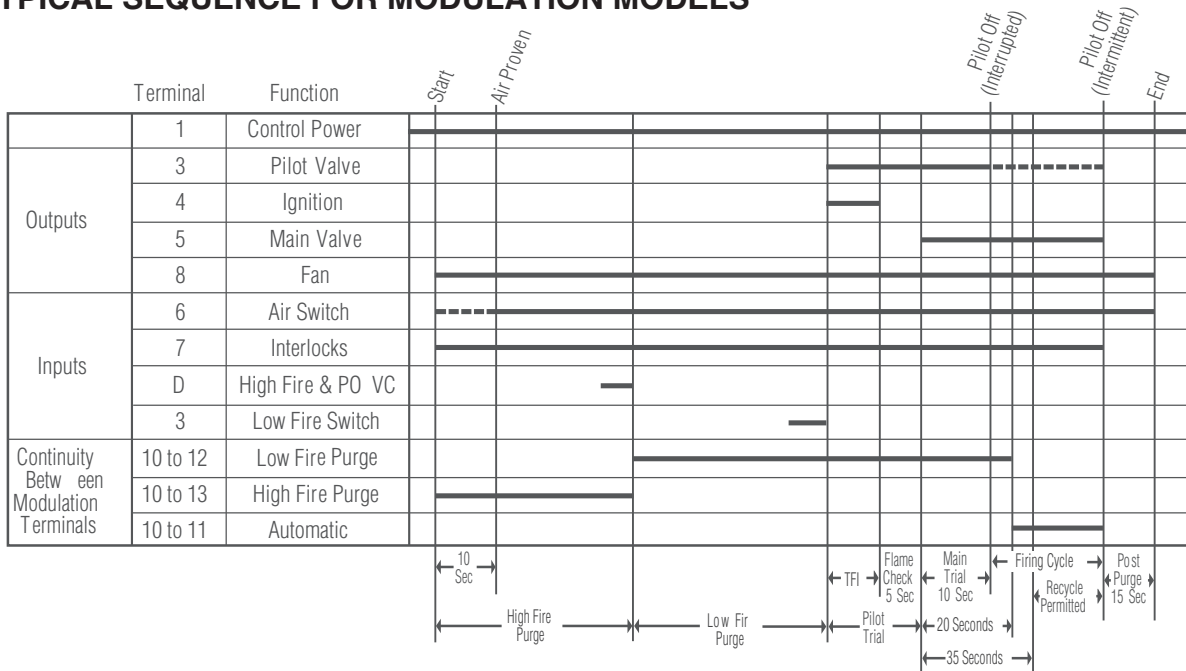 TYPICAL SEQUENCE FOR MODULATION MODELS
Start
Air Proven
Pilot Off
(Interrupted)
Pilot Off
(Intermittent)
End
Terminal Function
1 Control Power
Outputs
3 Pilot Valve
4 Ignition
5 Main Valve
8 Fan
Inputs
6 Air Switch
7 Interlocks
D High Fire & PO VC
3 Low Fire Switch
Continuity
Betw een
Modulation
Terminals
10 to 12 Low Fire Purge
10 to 13 High Fire Purge
10 to 11 Automatic
10
Sec
TFI
Flame
Check
5 Sec
Main
Trial
10 Sec
Firing Cycle
Recycle
Permitted
Post
Purge
15 Sec
High Fire
Purge
Low Fir
Purge
Pilot
Trial
20 Seconds
35 Seconds